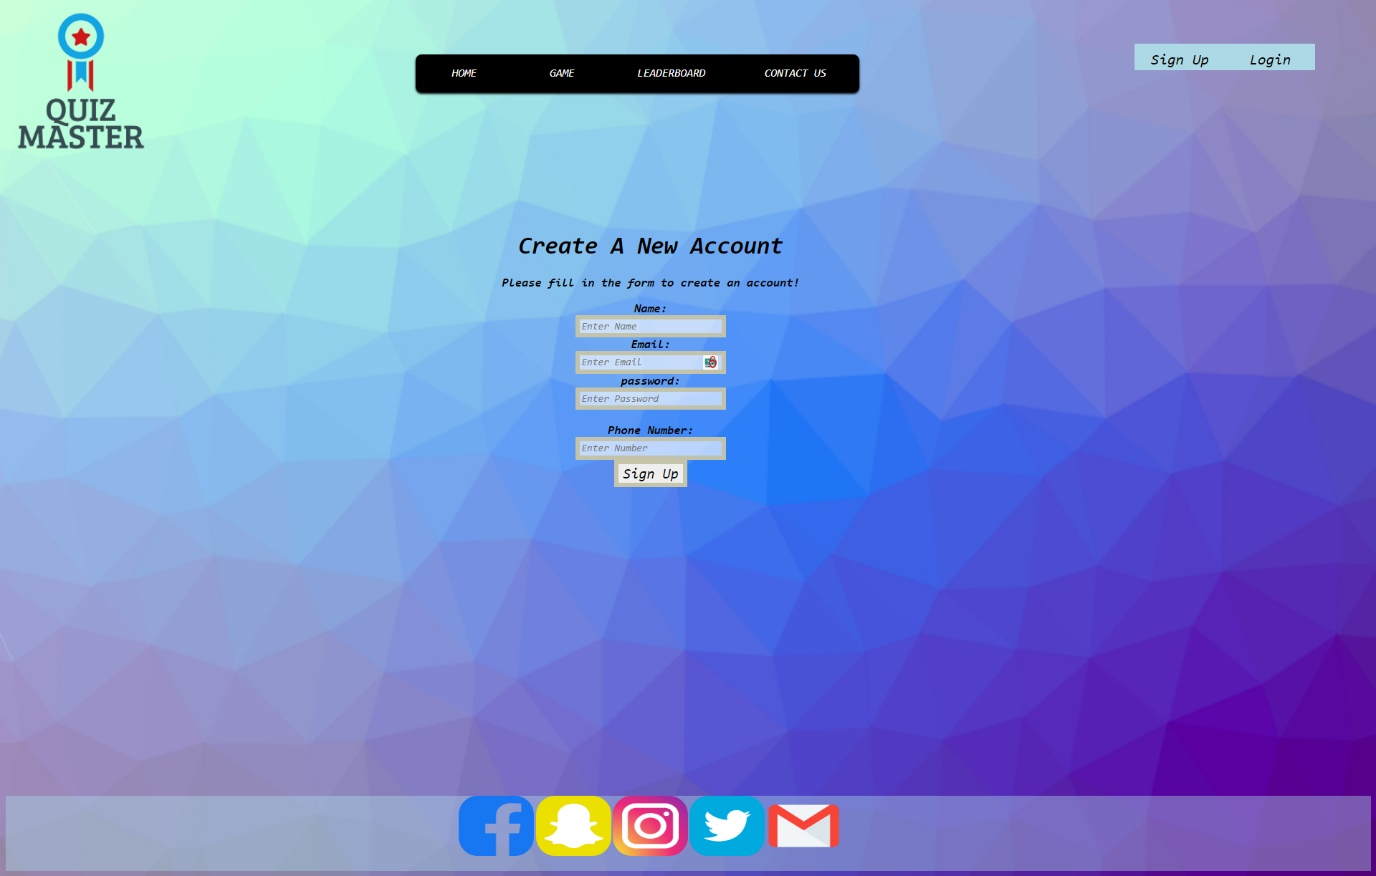 QUIZ
MASTER
HOME GAME LEADERBOARD CONTACT US
Sign Up Login
Create A New Account
Please fill in the form to create an account!
Name:
Enter Name
Email:
Enter Email
password:
Enter Password
Phone Number:
Enter Number
Sign Up